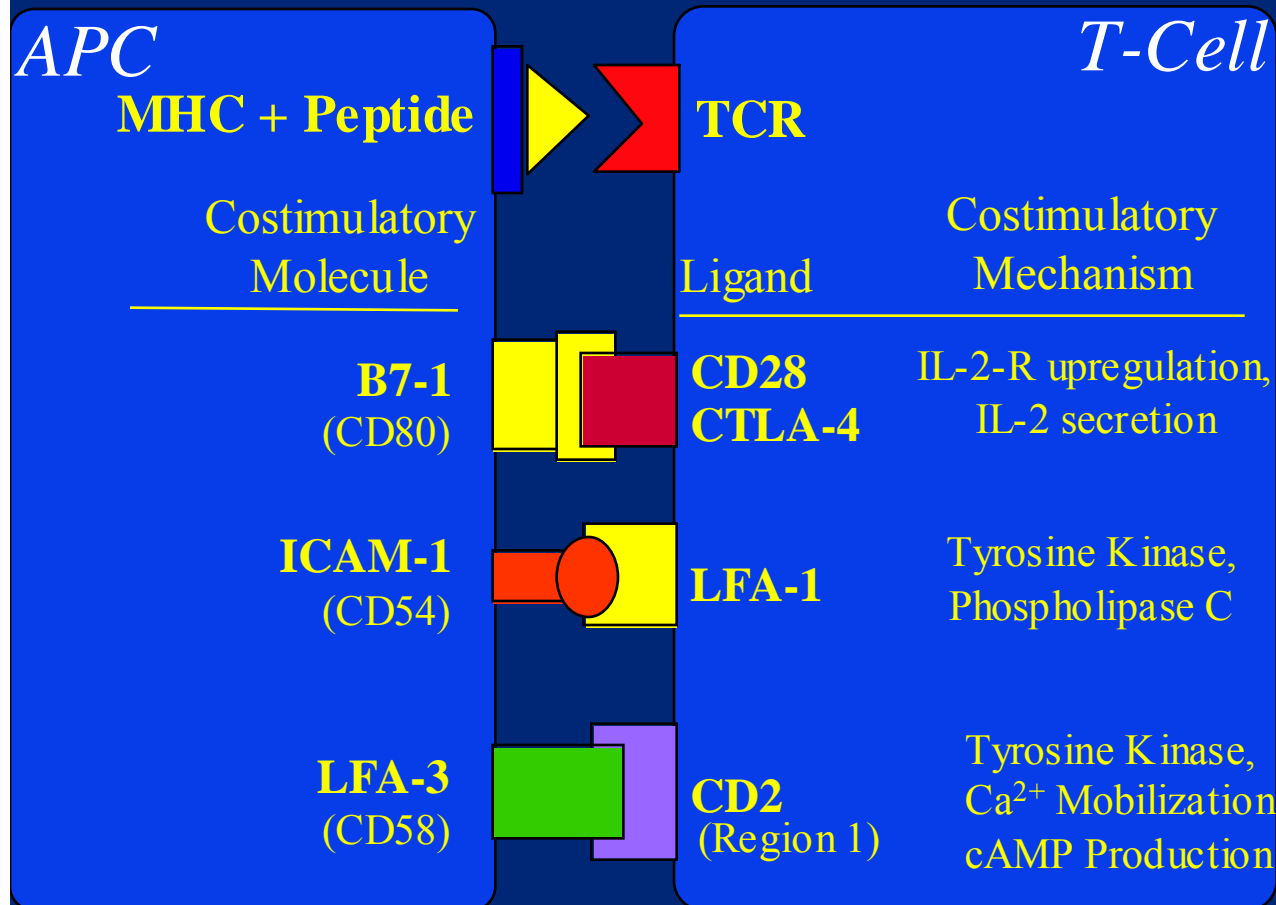 APC
T-Cell
MHC + Peptide
TCR
Costimulatory
Molecule
Ligand
Costimulatory
Mechanism
B7-1
(CD80)
CD28
CTLA-4
IL-2-R upregulation,
IL-2 secretion
ICAM-1
(CD54)
LFA-1
Tyrosine Kinase,
Phospholipase C
LFA-3
(CD58)
CD2
(Region 1)
Tyrosine Kinase,
Ca²⁺ Mobilization
cAMP Production